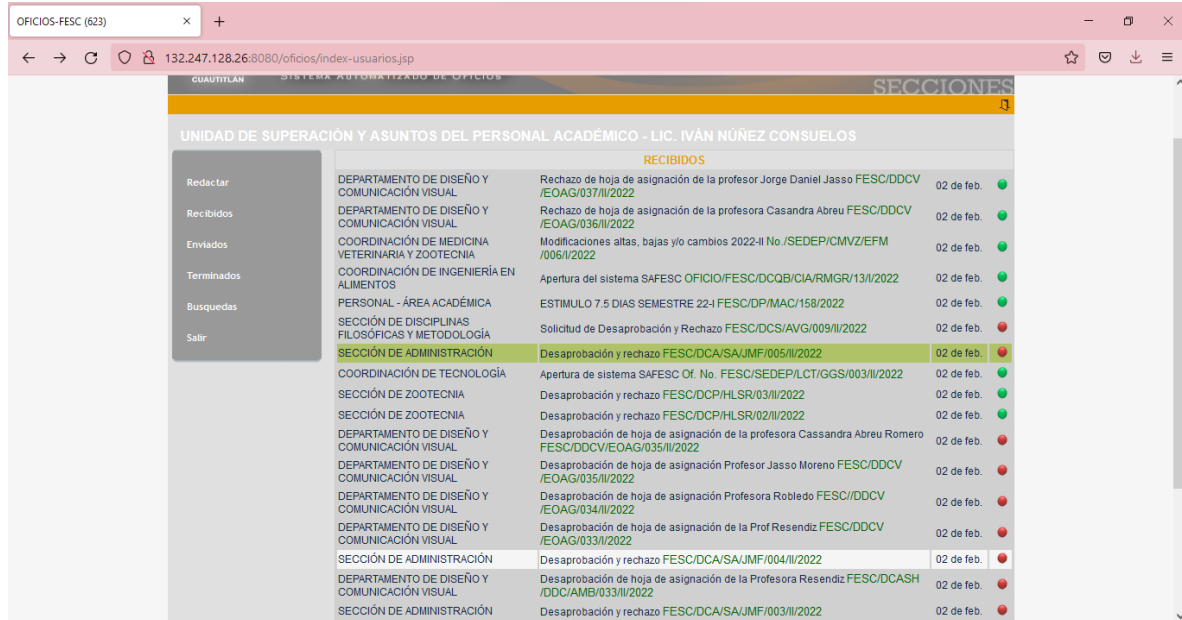 OFICIOS-FESC (623)
132.247.128.26:8080/oficios/index-usuarios.jsp
CUAUTITLÁN SISTEMA AUTOMATIZADO DE OFICIOS
SECCIONES
UNIDAD DE SUPERACIÓN Y ASUNTOS DEL PERSONAL ACADÉMICO - LIC. IVÁN NÚÑEZ CONSUELOS
Redactar
Recibidos
Enviados
Terminados
Busquedas
Salir
RECIBIDOS
DEPARTAMENTO DE DISEÑO Y
COMUNICACIÓN VISUAL
Rechazo de hoja de asignación de la profesor Jorge Daniel Jasso FESC/DDCV
/EOAG/037/II/2022
02 de feb.
DEPARTAMENTO DE DISEÑO Y
COMUNICACIÓN VISUAL
Rechazo de hoja de asignación de la profesora Casandra Abreu FESC/DDCV
/EOAG/036/II/2022
02 de feb.
COORDINACIÓN DE MEDICINA
VETERINARIA Y ZOOTECNIA
Modificaciones altas, bajas y/o cambios 2022-II No./SEDEP/CMVZ/EFM
/006/I/2022
02 de feb.
COORDINACIÓN DE INGENIERÍA EN
ALIMENTOS
Apertura del sistema SAFESC OFICIO/FESC/DCQB/CIA/RMGR/13/I/2022
02 de feb.
PERSONAL - ÁREA ACADÉMICA
ESTIMULO 7.5 DIAS SEMESTRE 22-I FESC/DP/MAC/158/2022
02 de feb.
SECCIÓN DE DISCIPLINAS
FILOSÓFICAS Y METODOLOGÍA
Solicitud de Desaprobación y Rechazo FESC/DCS/AVG/009/II/2022
02 de feb.
SECCIÓN DE ADMINISTRACIÓN
Desaprobación y rechazo FESC/DCA/SA/JMF/005/II/2022
02 de feb.
COORDINACIÓN DE TECNOLOGÍA
Apertura de sistema SAFESC Of. No. FESC/SEDEP/LCT/GGS/003/II/2022
02 de feb.
SECCIÓN DE ZOOTECNIA
Desaprobación y rechazo FESC/DCP/HLSR/03/II/2022
02 de feb.
SECCIÓN DE ZOOTECNIA
Desaprobación y rechazo FESC/DCP/HLSR/02/II/2022
02 de feb.
DEPARTAMENTO DE DISEÑO Y
COMUNICACIÓN VISUAL
Desaprobación de hoja de asignación de la profesora Cassandra Abreu Romero
FESC/DDCV/EOAG/035/II/2022
02 de feb.
DEPARTAMENTO DE DISEÑO Y
COMUNICACIÓN VISUAL
Desaprobación de hoja de asignación Profesor Jasso Moreno FESC/DDCV
/EOAG/035/II/2022
02 de feb.
DEPARTAMENTO DE DISEÑO Y
COMUNICACIÓN VISUAL
Desaprobación de hoja de asignación Profesora Robledo FESC//DDCV
/EOAG/034/II/2022
02 de feb.
DEPARTAMENTO DE DISEÑO Y
COMUNICACIÓN VISUAL
Desaprobación de hoja de asignación de la Prof Resendiz FESC/DDCV
/EOAG/033/I/2022
02 de feb.
SECCIÓN DE ADMINISTRACIÓN
Desaprobación y rechazo FESC/DCA/SA/JMF/004/II/2022
02 de feb.
DEPARTAMENTO DE DISEÑO Y
COMUNICACIÓN VISUAL
Desaprobación de hoja de asignación de la Profesora Resendiz FESC/DCASH
/DDC/AMB/033/II/2022
02 de feb.
SECCIÓN DE ADMINISTRACIÓN
Desaprobación y rechazo FESC/DCA/SA/JMF/003/II/2022
02 de feb.